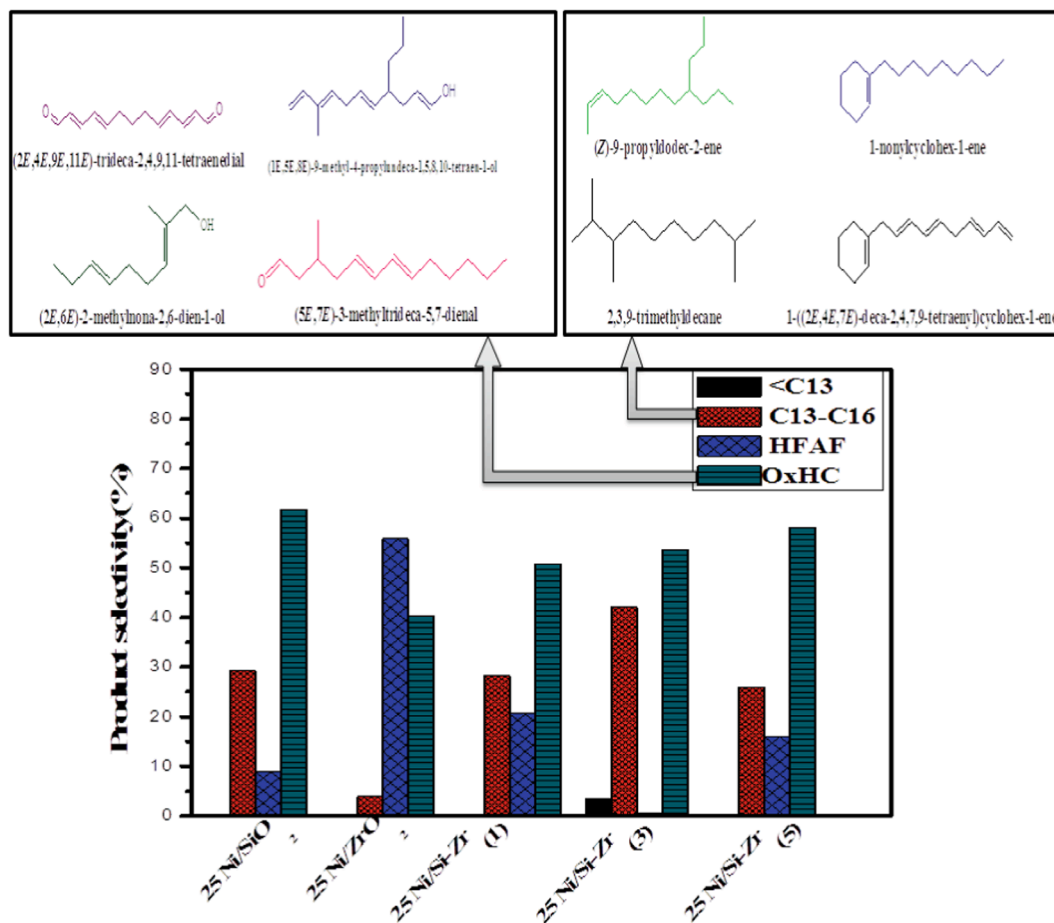 O
O
(2E,4E,9E,11E)-trideca-2,4,9,11-tetraenedial
OH
(1E,5E,8E)-9-methyl-4-propylundeca-1,5,8,10-tetraen-1-ol
OH
(2E,6E)-2-methylnona-2,6-dien-1-ol
O
(5E,7E)-3-methyltrideca-5,7-dienal
(Z)-9-propyldodec-2-ene
1-nonylcyclohex-1-ene
2,3,9-trimethyldecane
1-((2E,4E,7E)-deca-2,4,7,9-tetraenyl)cyclohex-1-ene
<C13
C13-C16
HFAF
OxHC
Product selectivity(%)
90
80
70
60
50
40
30
20
10
0
25 Ni/SiO2
25 Ni/ZrO2
25 Ni/Si-Zr (1)
25 Ni/Si-Zr (3)
25 Ni/Si-Zr (5)